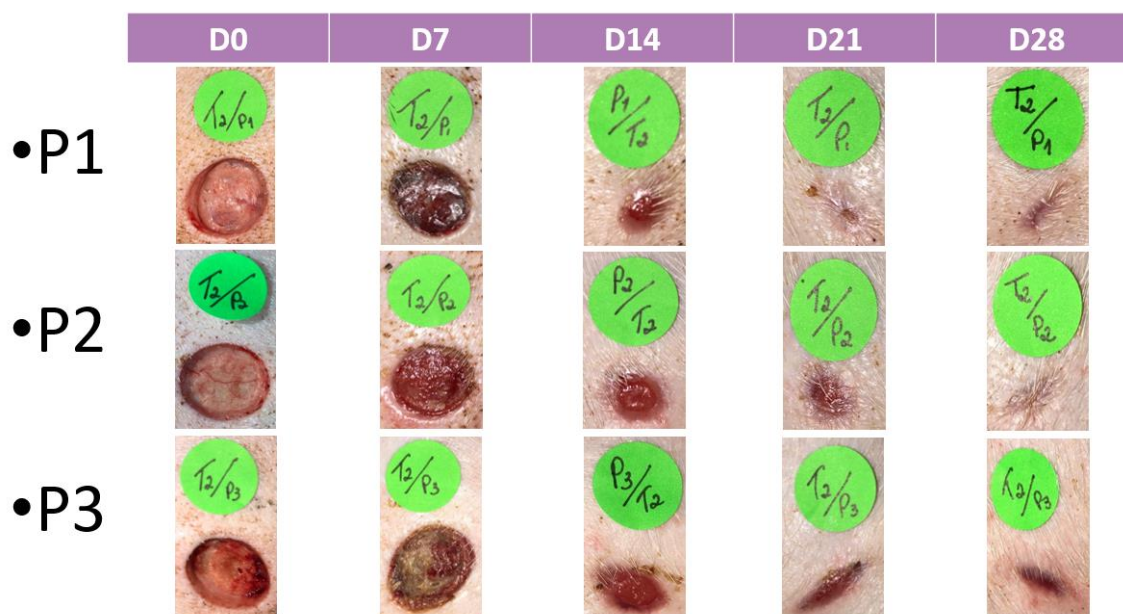 D0 D7 D14 D21 D28
•P1
T2/P1 T2/P1 P1/T2 T2/P1 T2/P1
•P2
T2/P2 T2/P2 P2/T2 T2/P2 T2/P2
•P3
T2/P3 T2/P3 P3/T2 T2/P3 T2/P3